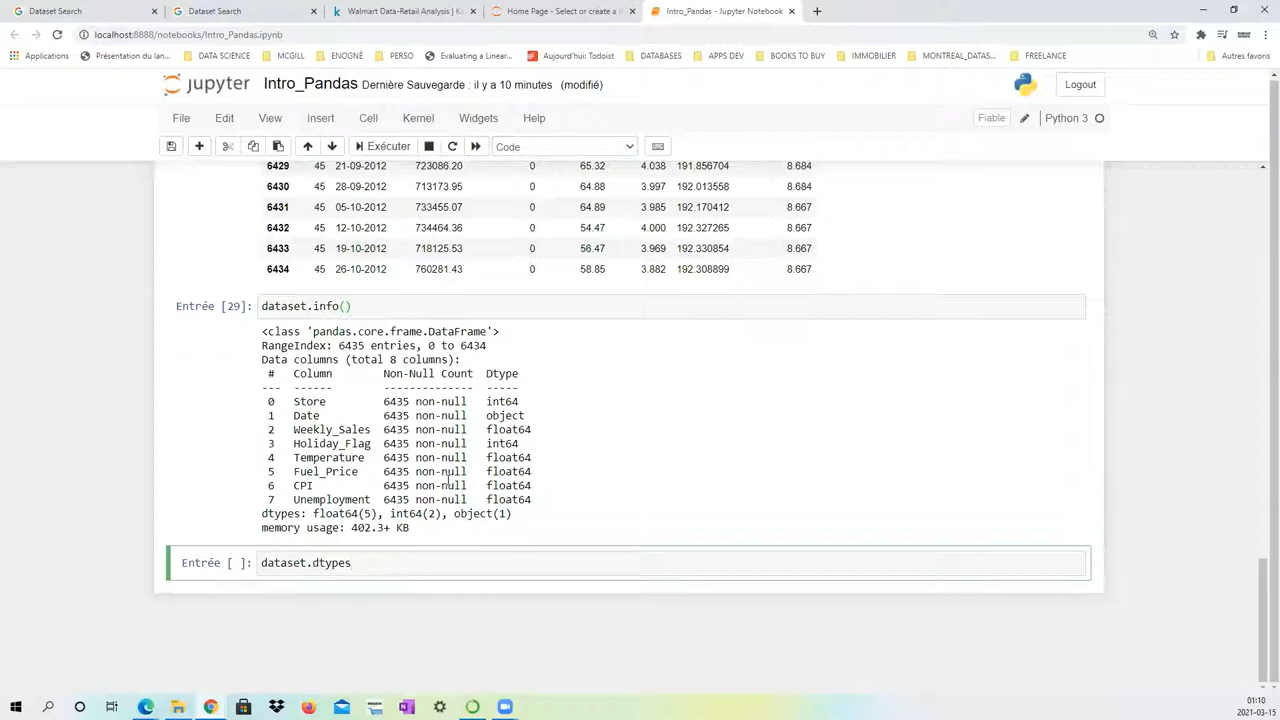 Dataset Search
Dataset Search
Walmart Data-Retail Analysis | Ka
Home Page - Select or create a n
Intro_Pandas - Jupyter Notebook
localhost:8888/notebooks/Intro_Pandas.ipynb
Applications
Présentation du lan...
DATA SCIENCE
MCGILL
ENOGNÉ
PERSO
Evaluating a Linear...
Aujourd'hui: Todoist
DATABASES
APPS DEV
BOOKS TO BUY
IMMOBILIER
MONTREAL_DATAS...
FREELANCE
Autres favoris
jupyter Intro_Pandas Dernière Sauvegarde : il y a 10 minutes (modifié)
Logout
File Edit View Insert Cell Kernel Widgets Help
Fiable
Python 3
Exécuter
Code
6429 45 21-09-2012 723086.20 0 65.32 4.038 191.856704 8.684
6430 45 28-09-2012 713173.95 0 64.88 3.997 192.013558 8.684
6431 45 05-10-2012 733455.07 0 64.89 3.985 192.170412 8.667
6432 45 12-10-2012 734464.36 0 54.47 4.000 192.327265 8.667
6433 45 19-10-2012 718125.53 0 56.47 3.969 192.330854 8.667
6434 45 26-10-2012 760281.43 0 58.85 3.882 192.308899 8.667
Entrée [29]: dataset.info()
<class 'pandas.core.frame.DataFrame'>
RangeIndex: 6435 entries, 0 to 6434
Data columns (total 8 columns):
# Column Non-Null Count Dtype
--- ------ -------------- -----
0 Store 6435 non-null int64
1 Date 6435 non-null object
2 Weekly_Sales 6435 non-null float64
3 Holiday_Flag 6435 non-null int64
4 Temperature 6435 non-null float64
5 Fuel_Price 6435 non-null float64
6 CPI 6435 non-null float64
7 Unemployment 6435 non-null float64
dtypes: float64(5), int64(2), object(1)
memory usage: 402.3+ KB
Entrée [ ]: dataset.dtypes
01:10
2021-03-15